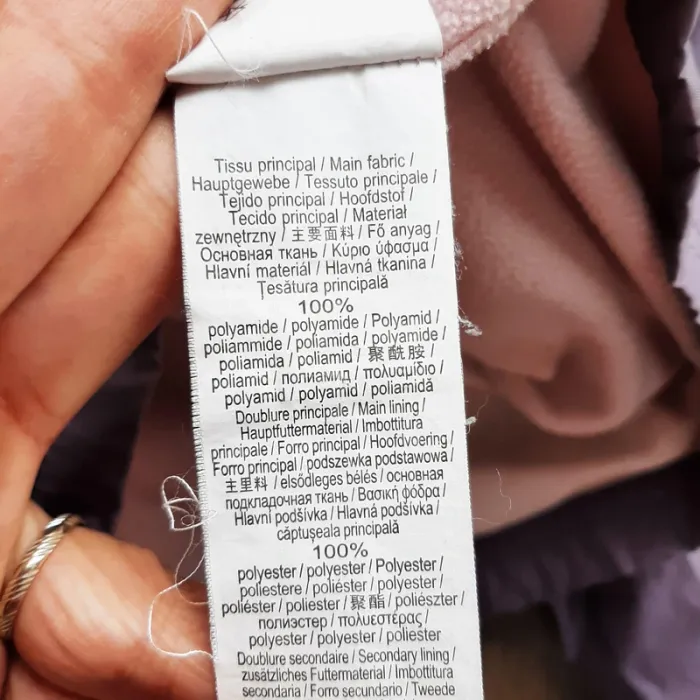 Tissu principal / Main fabric /
Hauptgewebe / Tessuto principale /
Tejido principal / Hoofdstof /
Tecido principal / Materiał
zewnętrzny / 主要面料 / Fő anyag /
Основная ткань / Κύριο ύφασμα /
Hlavní materiál / Hlavná tkanina /
Țesătura principală
100%
polyamide / polyamide / Polyamid /
poliammide / poliamida / polyamide /
poliamida / poliamid / 聚酰胺 /
poliamid / полиамид / πολυαμίδιο /
polyamid / polyamid / poliamidă
Doublure principale / Main lining /
Hauptfuttermaterial / Imbottitura
principale / Forro principal / Hoofdvoering /
Forro principal / podszewka podstawowa /
主里料 / elsődleges bélés / основная
подкладочная ткань / Βασική φόδρα /
Hlavní podšívka / Hlavná podšívka /
căptușeala principală
100%
polyester / polyester / Polyester /
poliestere / poliéster / polyester /
poliéster / poliester / 聚酯 / poliészter /
полиэстер / πολυεστέρας /
polyester / polyester / poliester
Doublure secondaire / Secondary lining /
zusätzliches Futtermaterial / Imbottitura
secondaria / Forro secundario / Tweede